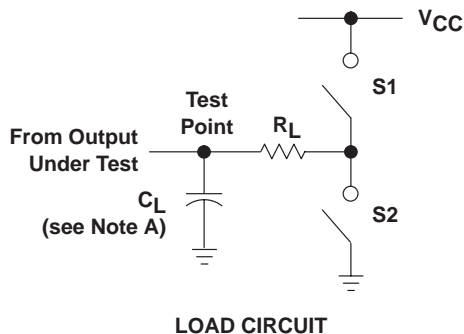 VCC
S1
Test
Point
RL
From Output
Under Test
CL
(see Note A)
S2
LOAD CIRCUIT